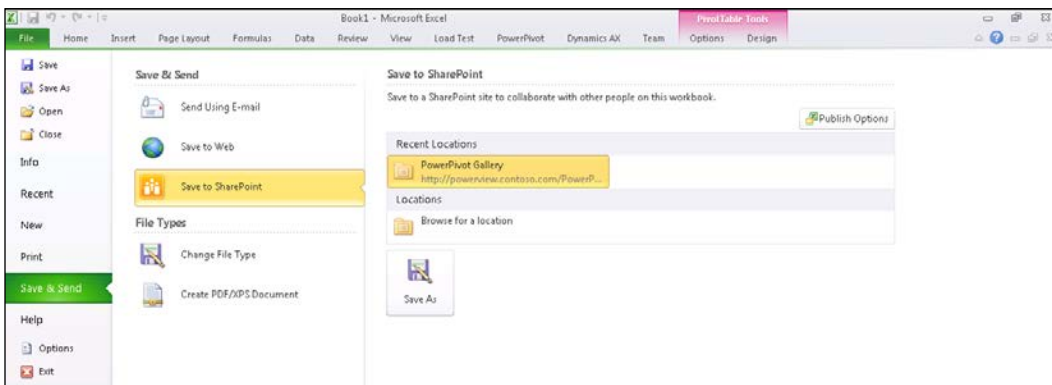 Book1 - Microsoft Excel
PivotTable Tools
File Home Insert Page Layout Formulas Data Review View Load Test PowerPivot Dynamics AX Team Options Design
Save
Save As
Open
Close
Info
Recent
New
Print
Save & Send
Help
Options
Exit
Save & Send
Send Using E-mail
Save to Web
Save to SharePoint
File Types
Change File Type
Create PDF/XPS Document
Save to SharePoint
Save to a SharePoint site to collaborate with other people on this workbook.
Publish Options
Recent Locations
PowerPivot Gallery
http://powerview.contoso.com/PowerP...
Locations
Browse for a location
Save As